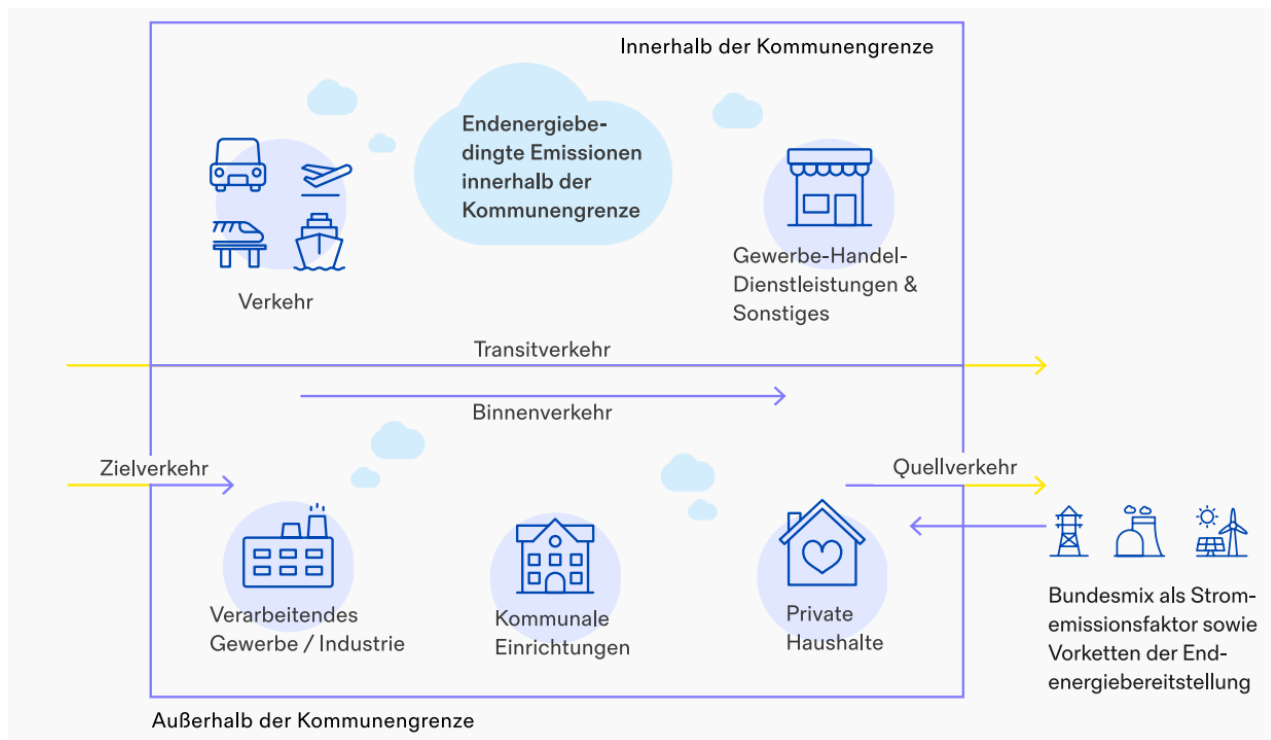 Innerhalb der Kommunengrenze
Endenergiebe-
dingte Emissionen
innerhalb der
Kommunengrenze
Verkehr
Gewerbe-Handel-
Dienstleistungen &
Sonstiges
Transitverkehr
Binnenverkehr
Zielverkehr
Quellverkehr
Verarbeitendes
Gewerbe / Industrie
Kommunale
Einrichtungen
Private
Haushalte
Bundesmix als Strom-
emissionsfaktor sowie
Vorketten der End-
energiebereitstellung
Außerhalb der Kommunengrenze